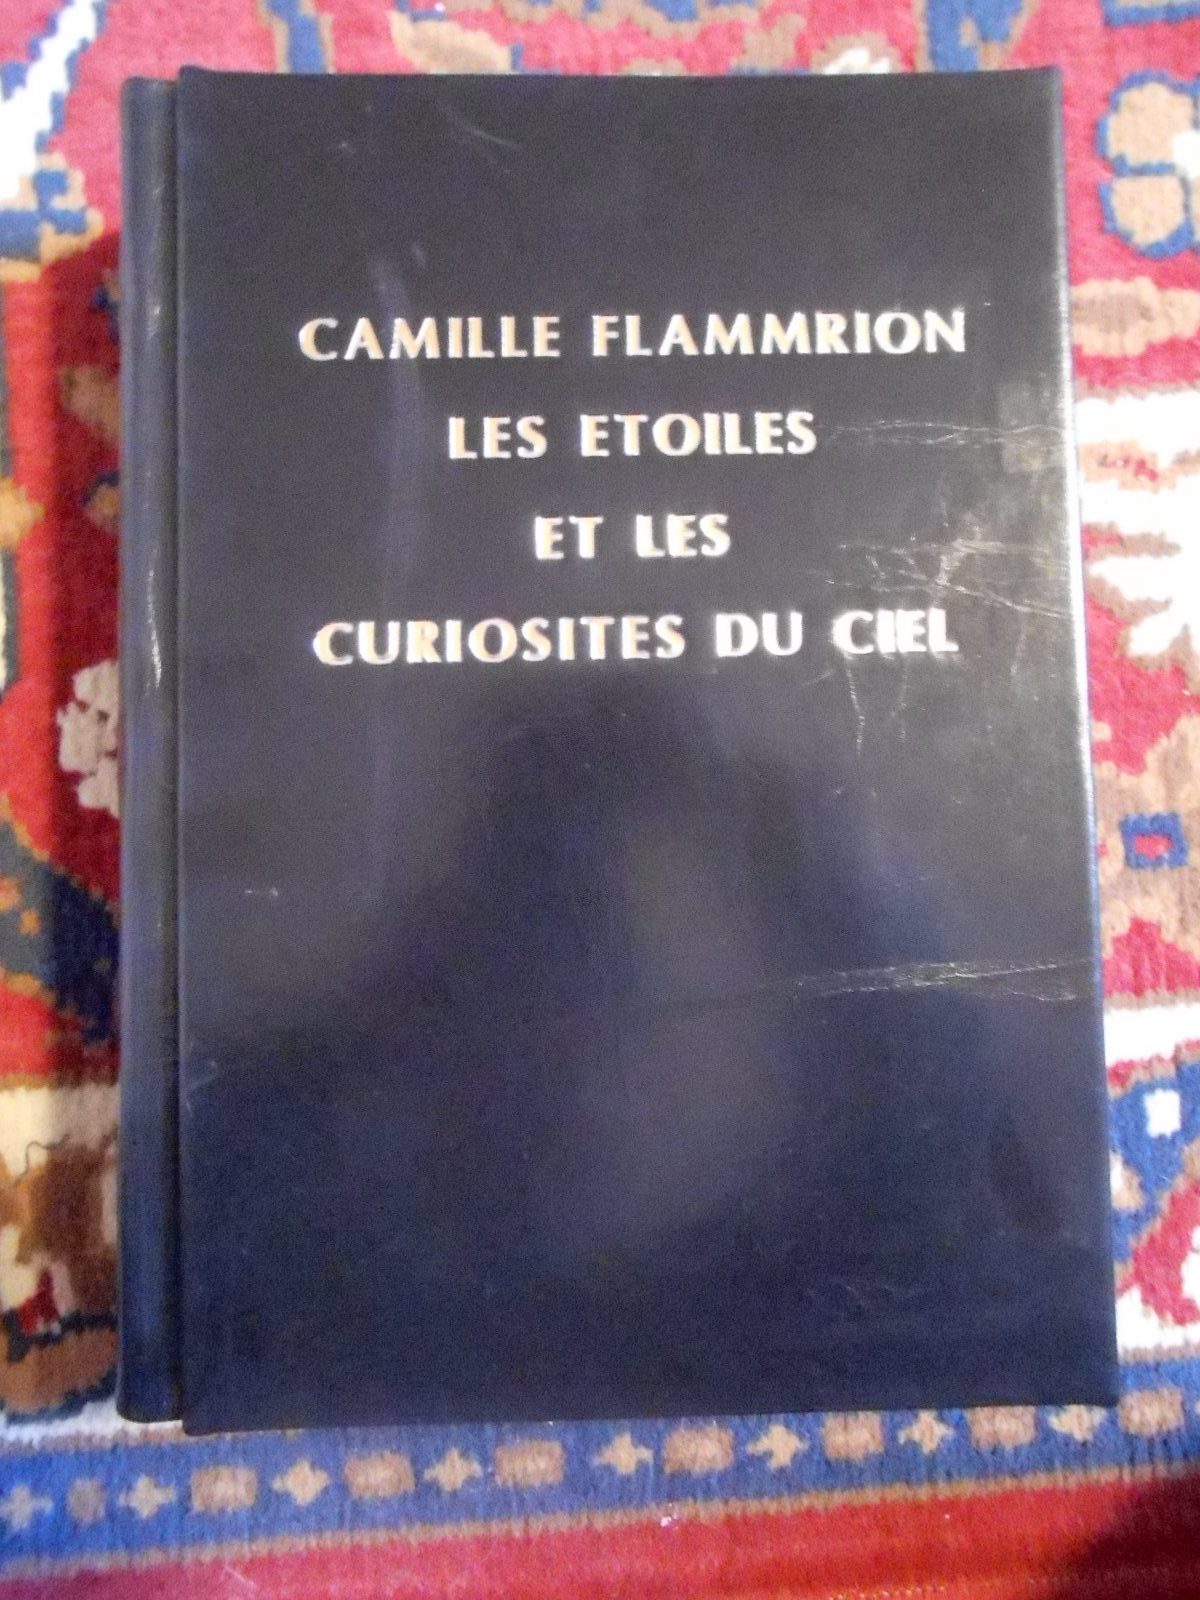 CAMILLE FLAMMRION
LES ETOILES
ET LES
CURIOSITES DU CIEL